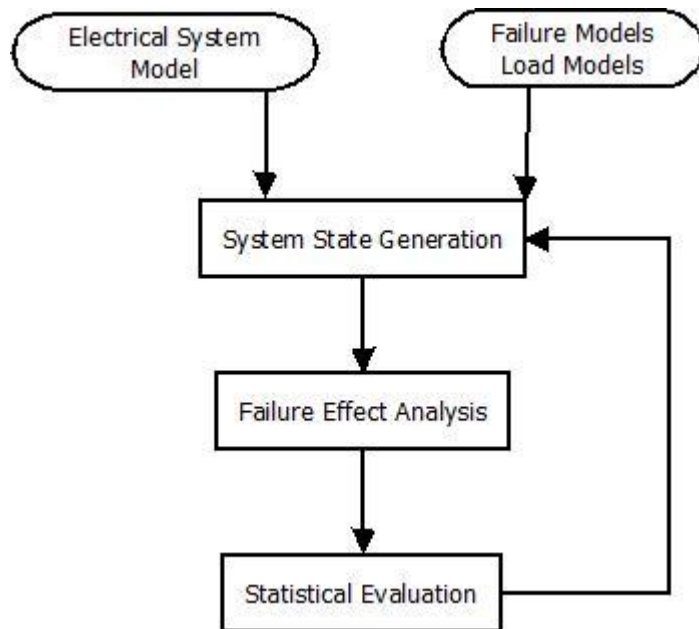 Electrical System
Model
Failure Models
Load Models
System State Generation
Failure Effect Analysis
Statistical Evaluation